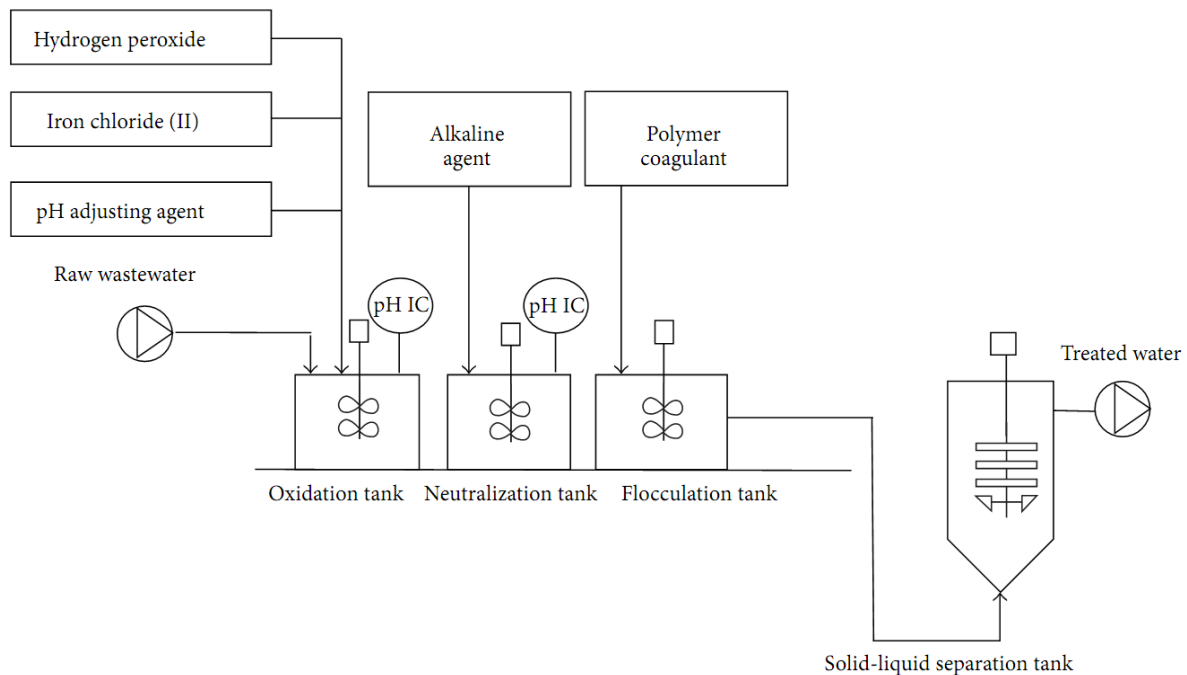 Hydrogen peroxide
Iron chloride (II)
pH adjusting agent
Alkaline
agent
Polymer
coagulant
Raw wastewater
pH IC
pH IC
Treated water
Oxidation tank
Neutralization tank
Flocculation tank
Solid-liquid separation tank